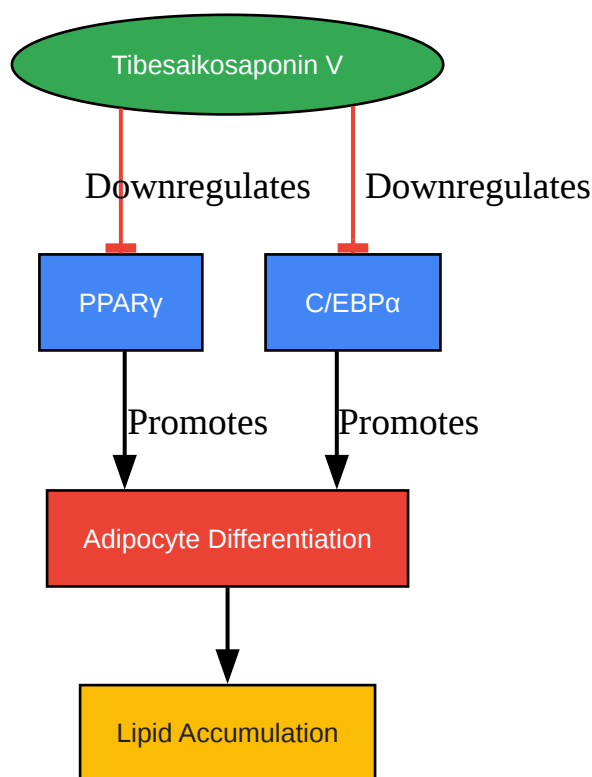 Tibesaikosaponin V
Downregulates
Downregulates
PPARγ
C/EBPα
Promotes
Promotes
Adipocyte Differentiation
Lipid Accumulation